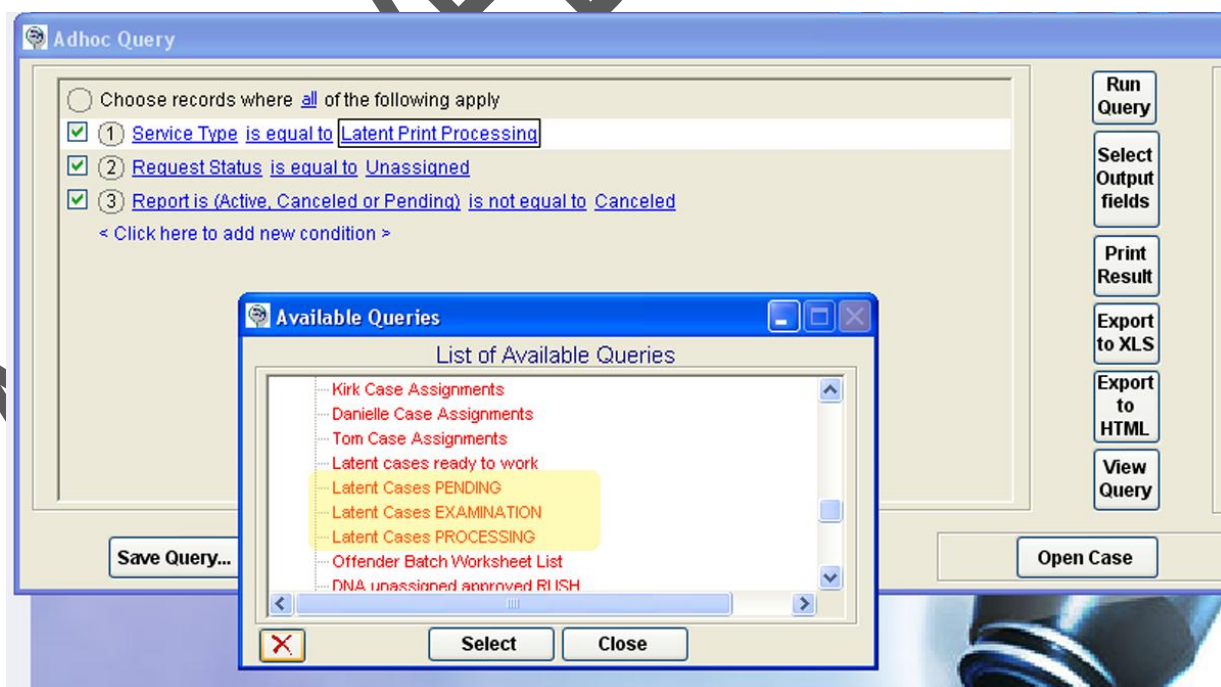 Adhoc Query
Choose records where all of the following apply
1 Service Type is equal to Latent Print Processing
2 Request Status is equal to Unassigned
3 Report is (Active, Canceled or Pending) is not equal to Canceled
< Click here to add new condition >
Run
Query
Select
Output
fields
Print
Result
Export
to XLS
Export
to
HTML
View
Query
Available Queries
List of Available Queries
Kirk Case Assignments
Danielle Case Assignments
Tom Case Assignments
Latent cases ready to work
Latent Cases PENDING
Latent Cases EXAMINATION
Latent Cases PROCESSING
Offender Batch Worksheet List
DNA unassigned approved RUSH
Save Query...
Open Case
Select
Close